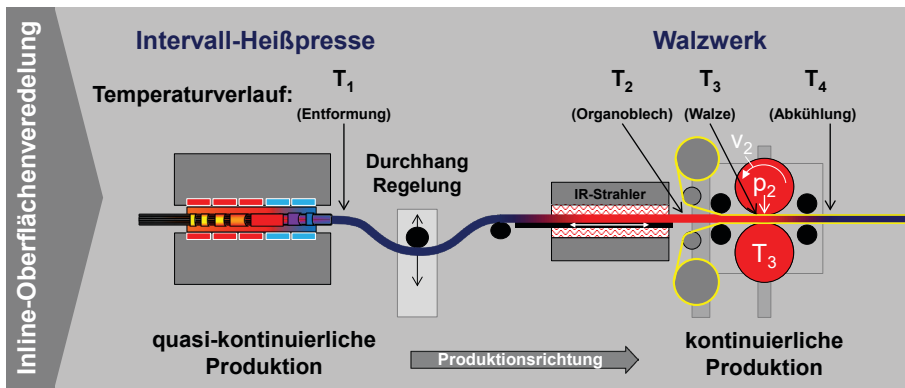 Inline-Oberflächenveredelung
Intervall-Heißpresse
Walzwerk
Temperaturverlauf:
T1
(Entformung)
T2
(Organoblech)
T3
(Walze)
T4
(Abkühlung)
Durchhang
Regelung
IR-Strahler
v2
p2
T3
quasi-kontinuierliche
Produktion
Produktionsrichtung
kontinuierliche
Produktion